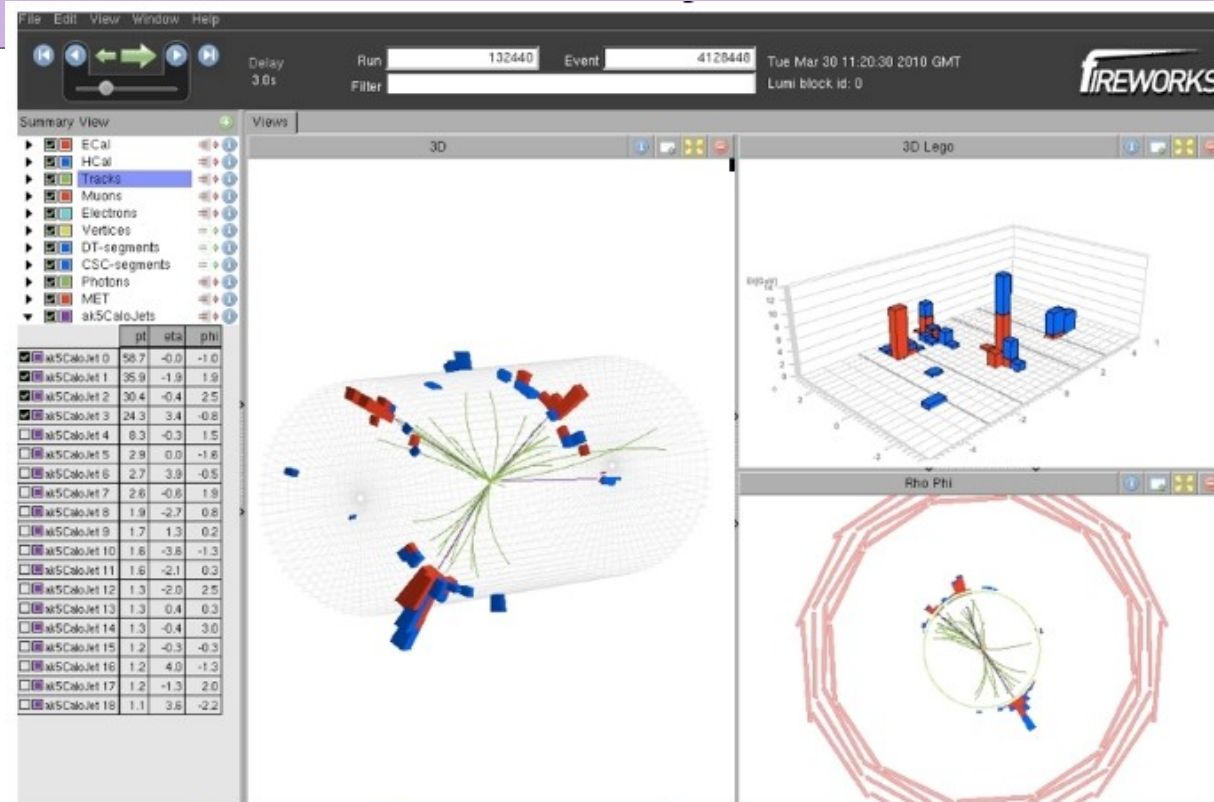 File Edit View Window Help
Delay
3.0s
Run 132440 Event 4128448
Filter
Tue Mar 30 11:20:30 2010 GMT
Lumi block id: 0
FIREWORKS
Summary View
Views
ECal
HCal
Tracks
Muons
Electrons
Vertices
DT-segments
CSC-segments
Photons
MET
ak5CaloJets
pt eta phi
ak5CaloJet 0 58.7 -0.0 -1.0
ak5CaloJet 1 35.9 -1.9 1.9
ak5CaloJet 2 30.4 -0.4 2.5
ak5CaloJet 3 24.3 3.4 -0.8
ak5CaloJet 4 8.3 -0.3 1.5
ak5CaloJet 5 2.9 0.0 -1.6
ak5CaloJet 6 2.7 3.9 -0.5
ak5CaloJet 7 2.6 -0.6 1.9
ak5CaloJet 8 1.9 -2.7 0.8
ak5CaloJet 9 1.7 1.3 0.2
ak5CaloJet 10 1.6 -3.6 -1.3
ak5CaloJet 11 1.6 -2.1 0.3
ak5CaloJet 12 1.3 -2.0 2.5
ak5CaloJet 13 1.3 0.4 0.3
ak5CaloJet 14 1.3 -0.4 3.0
ak5CaloJet 15 1.2 -0.3 -0.3
ak5CaloJet 16 1.2 4.0 -1.3
ak5CaloJet 17 1.2 -1.3 2.0
ak5CaloJet 18 1.1 3.6 -2.2
3D
3D Lego
Rho Phi